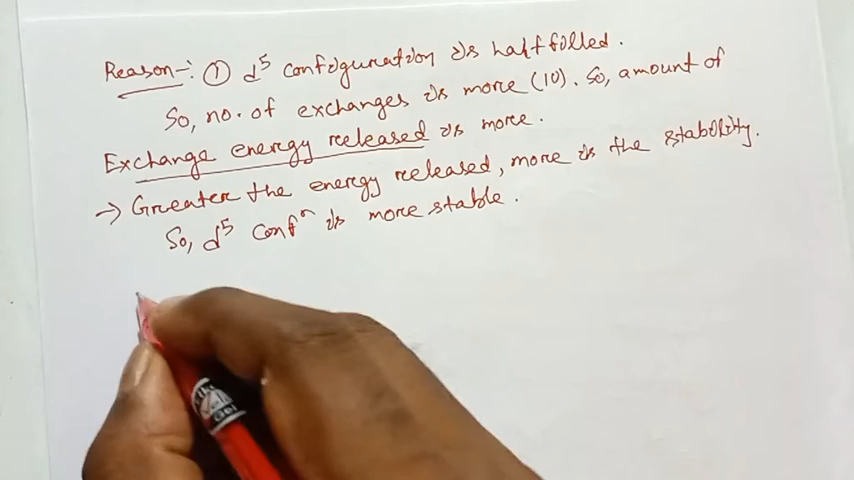 Reason-: ① d⁵ configuration is half filled.
So, no. of exchanges is more (10). So, amount of
Exchange energy released is more.
→ Greater the energy released, more is the stability.
So, d⁵ confⁿ is more stable.